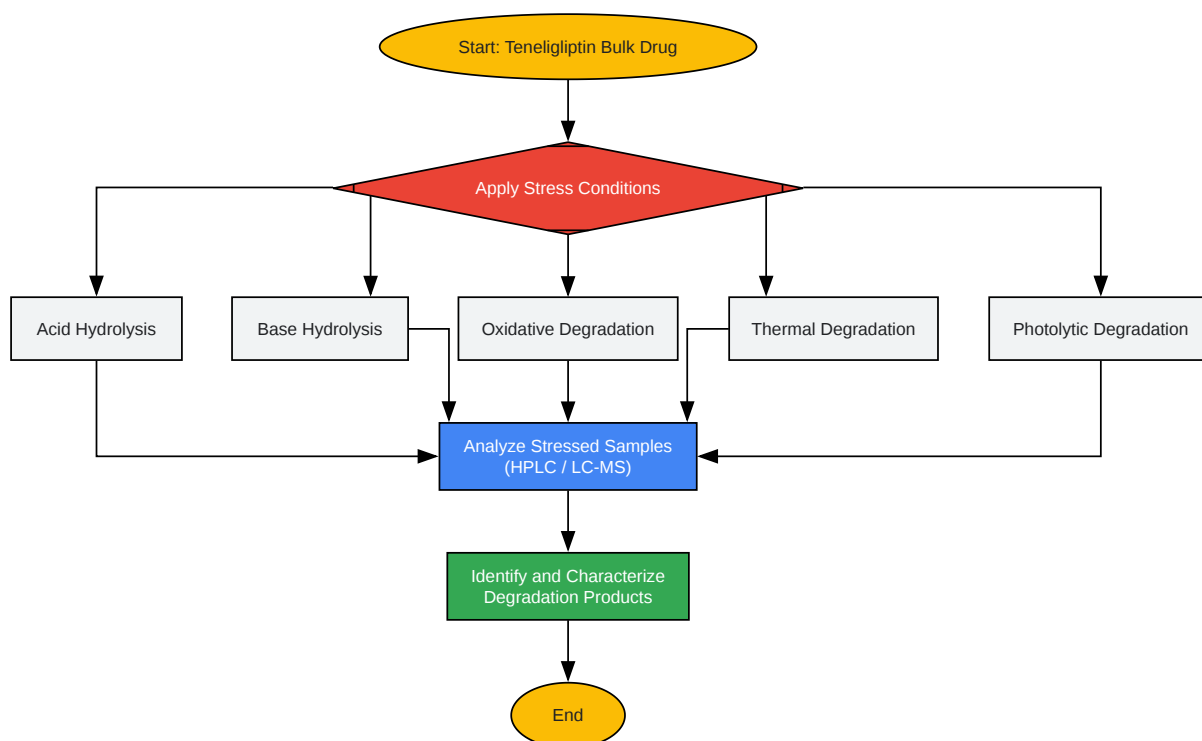 Start: Teneligliptin Bulk Drug
Apply Stress Conditions
Acid Hydrolysis
Base Hydrolysis
Oxidative Degradation
Thermal Degradation
Photolytic Degradation
Analyze Stressed Samples
(HPLC / LC-MS)
Identify and Characterize
Degradation Products
End